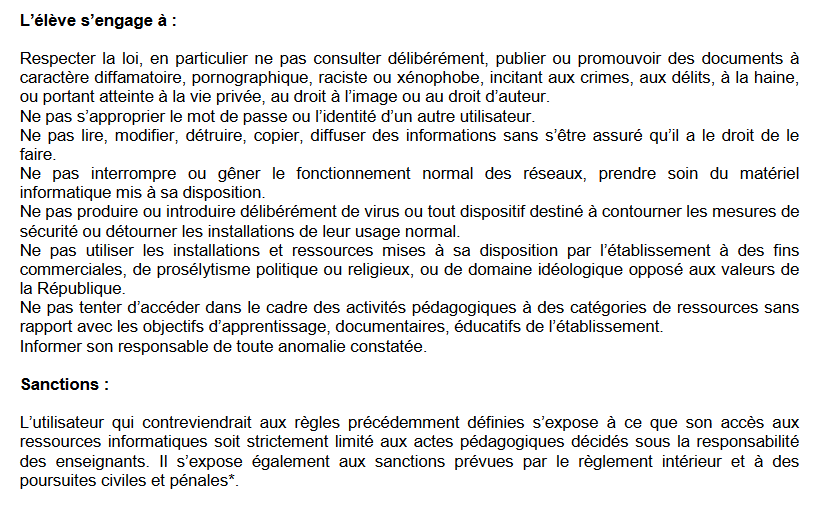 L’élève s’engage à :
Respecter la loi, en particulier ne pas consulter délibérément, publier ou promouvoir des documents à
caractère diffamatoire, pornographique, raciste ou xénophobe, incitant aux crimes, aux délits, à la haine,
ou portant atteinte à la vie privée, au droit à l’image ou au droit d’auteur.
Ne pas s’approprier le mot de passe ou l’identité d’un autre utilisateur.
Ne pas lire, modifier, détruire, copier, diffuser des informations sans s’être assuré qu’il a le droit de le
faire.
Ne pas interrompre ou gêner le fonctionnement normal des réseaux, prendre soin du matériel
informatique mis à sa disposition.
Ne pas produire ou introduire délibérément de virus ou tout dispositif destiné à contourner les mesures de
sécurité ou détourner les installations de leur usage normal.
Ne pas utiliser les installations et ressources mises à sa disposition par l’établissement à des fins
commerciales, de prosélytisme politique ou religieux, ou de domaine idéologique opposé aux valeurs de
la République.
Ne pas tenter d’accéder dans le cadre des activités pédagogiques à des catégories de ressources sans
rapport avec les objectifs d’apprentissage, documentaires, éducatifs de l’établissement.
Informer son responsable de toute anomalie constatée.
Sanctions :
L’utilisateur qui contreviendrait aux règles précédemment définies s’expose à ce que son accès aux
ressources informatiques soit strictement limité aux actes pédagogiques décidés sous la responsabilité
des enseignants. Il s’expose également aux sanctions prévues par le règlement intérieur et à des
poursuites civiles et pénales*.